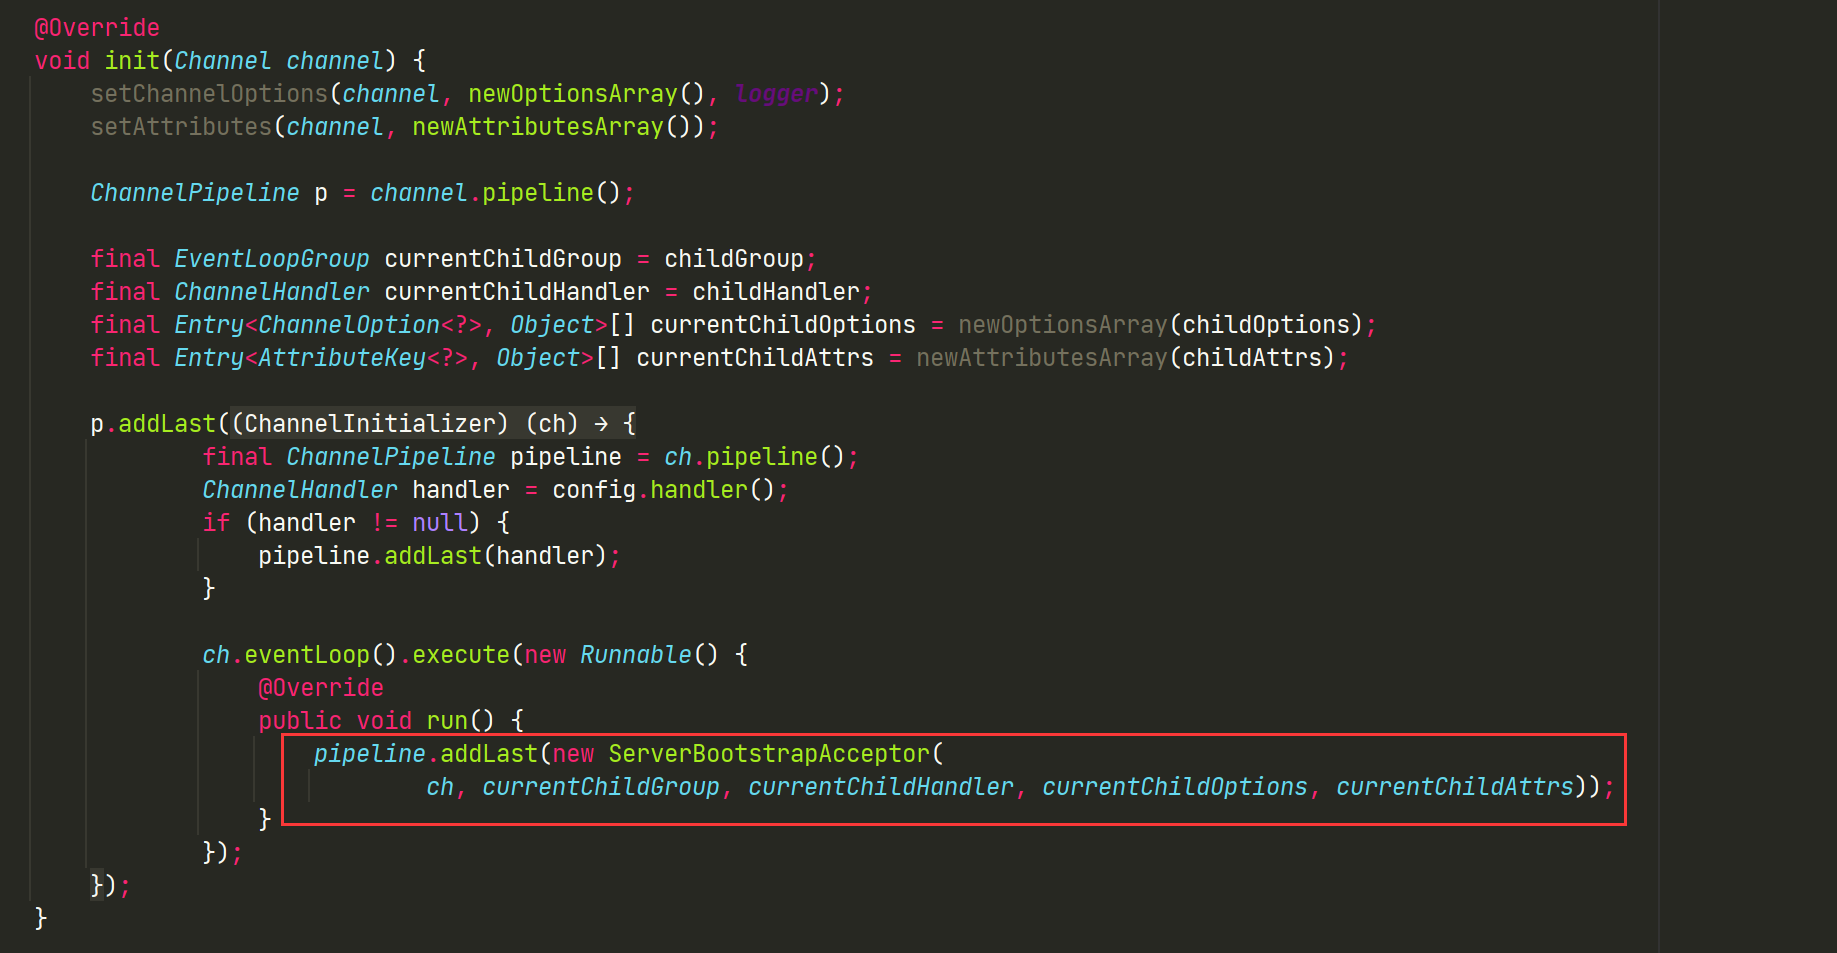 @Override
void init(Channel channel) {
    setChannelOptions(channel, newOptionsArray(), logger);
    setAttributes(channel, newAttributesArray());

    ChannelPipeline p = channel.pipeline();

    final EventLoopGroup currentChildGroup = childGroup;
    final ChannelHandler currentChildHandler = childHandler;
    final Entry<ChannelOption<?>, Object>[] currentChildOptions = newOptionsArray(childOptions);
    final Entry<AttributeKey<?>, Object>[] currentChildAttrs = newAttributesArray(childAttrs);

    p.addLast((ChannelInitializer) (ch) → {
            final ChannelPipeline pipeline = ch.pipeline();
            ChannelHandler handler = config.handler();
            if (handler != null) {
                pipeline.addLast(handler);
            }

            ch.eventLoop().execute(new Runnable() {
                @Override
                public void run() {
                    pipeline.addLast(new ServerBootstrapAcceptor(
                            ch, currentChildGroup, currentChildHandler, currentChildOptions, currentChildAttrs));
                }
            });
    });
}